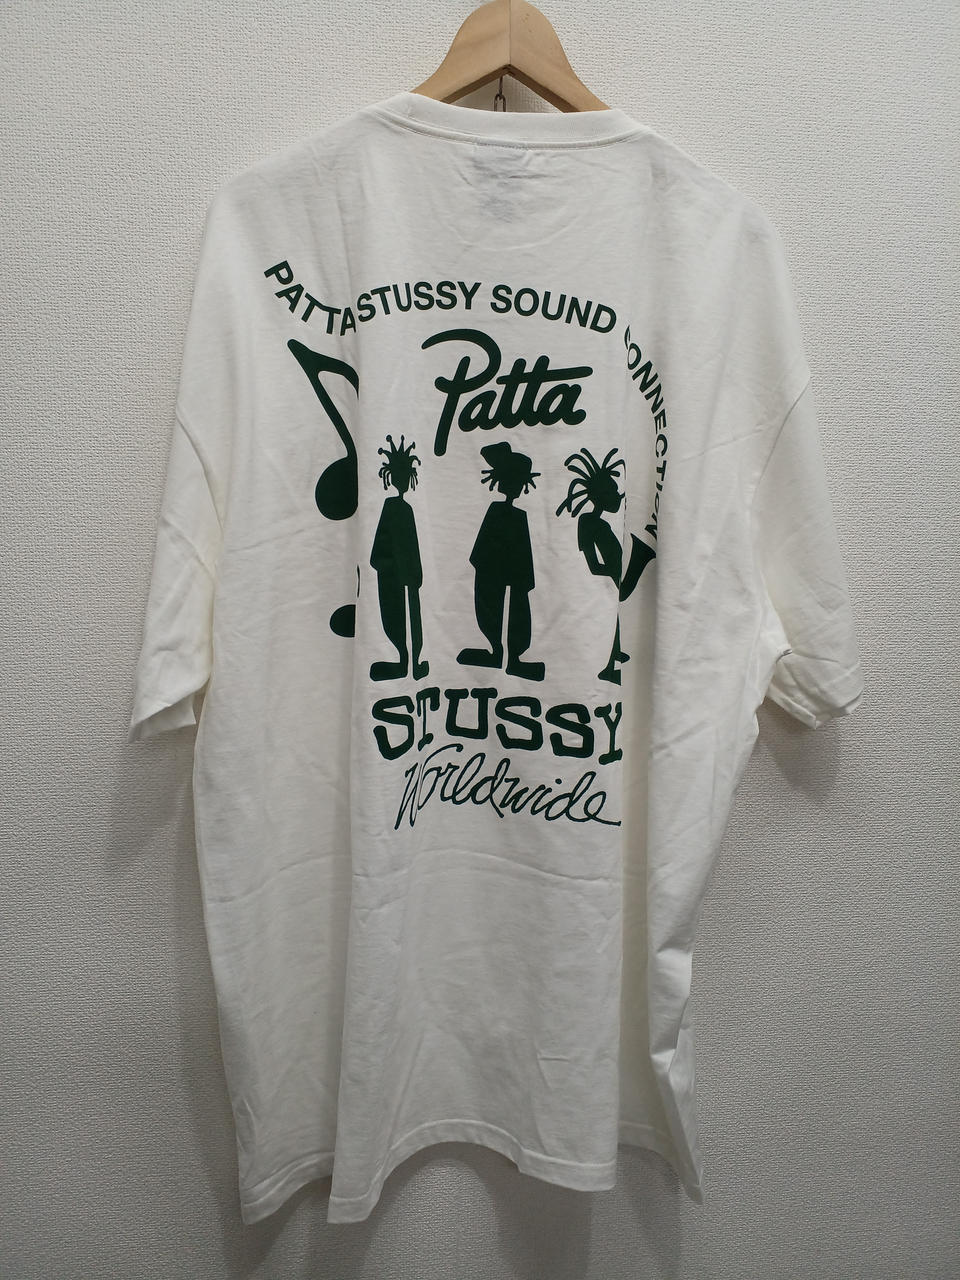 PATTA STUSSY SOUND CONNECTION
Patta
STUSSY
Worldwide